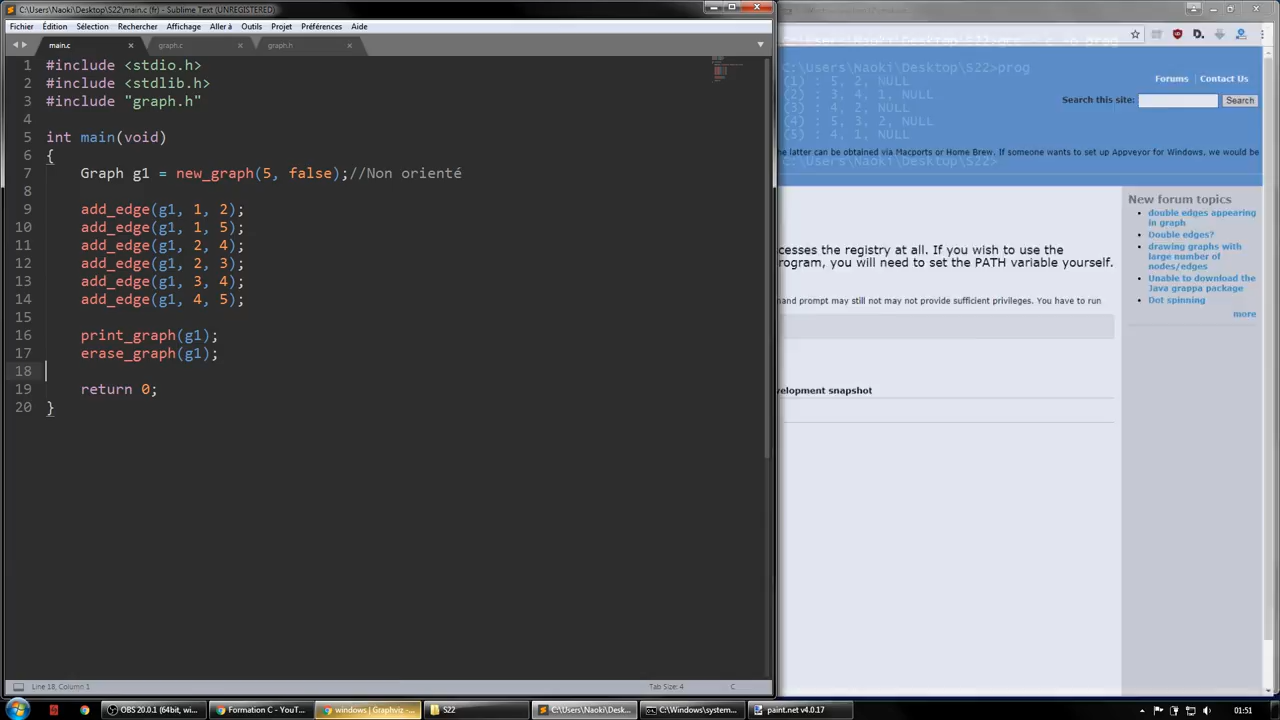 C:\Users\Naoki\Desktop\S22\main.c (fr) - Sublime Text (UNREGISTERED)
Fichier Édition Sélection Rechercher Affichage Aller à Outils Projet Préférences Aide
main.c × graph.c × graph.h ×
1 #include <stdio.h>
2 #include <stdlib.h>
3 #include "graph.h"
4
5 int main(void)
6 {
7 Graph g1 = new_graph(5, false);//Non orienté
8
9 add_edge(g1, 1, 2);
10 add_edge(g1, 1, 5);
11 add_edge(g1, 2, 4);
12 add_edge(g1, 2, 3);
13 add_edge(g1, 3, 4);
14 add_edge(g1, 4, 5);
15
16 print_graph(g1);
17 erase_graph(g1);
18
19 return 0;
20 }
Line 18, Column 1 Tab Size: 4 C
C:\Users\Naoki\Desktop\S22>prog
(1) : 5, 2, NULL
(2) : 3, 4, 1, NULL
(3) : 4, 2, NULL
(4) : 5, 3, 2, NULL
(5) : 4, 1, NULL
C:\Users\Naoki\Desktop\S22>
Forums Contact Us
Search this site: Search
he latter can be obtained via Macports or Home Brew. If someone wants to set up Appveyor for Windows, we would be
cesses the registry at all. If you wish to use the
rogram, you will need to set the PATH variable yourself.
and prompt may still not may not provide sufficient privileges. You have to run
velopment snapshot
New forum topics
double edges appearing
in graph
Double edges?
drawing graphs with
large number of
nodes/edges
Unable to download the
Java grappa package
Dot spinning
more
OBS 20.0.1 (64bit, wi... Formation C - YouT... windows | Graphviz -... S22 C:\Users\Naoki\Desk... C:\Windows\system... paint.net v4.0.17 01:51